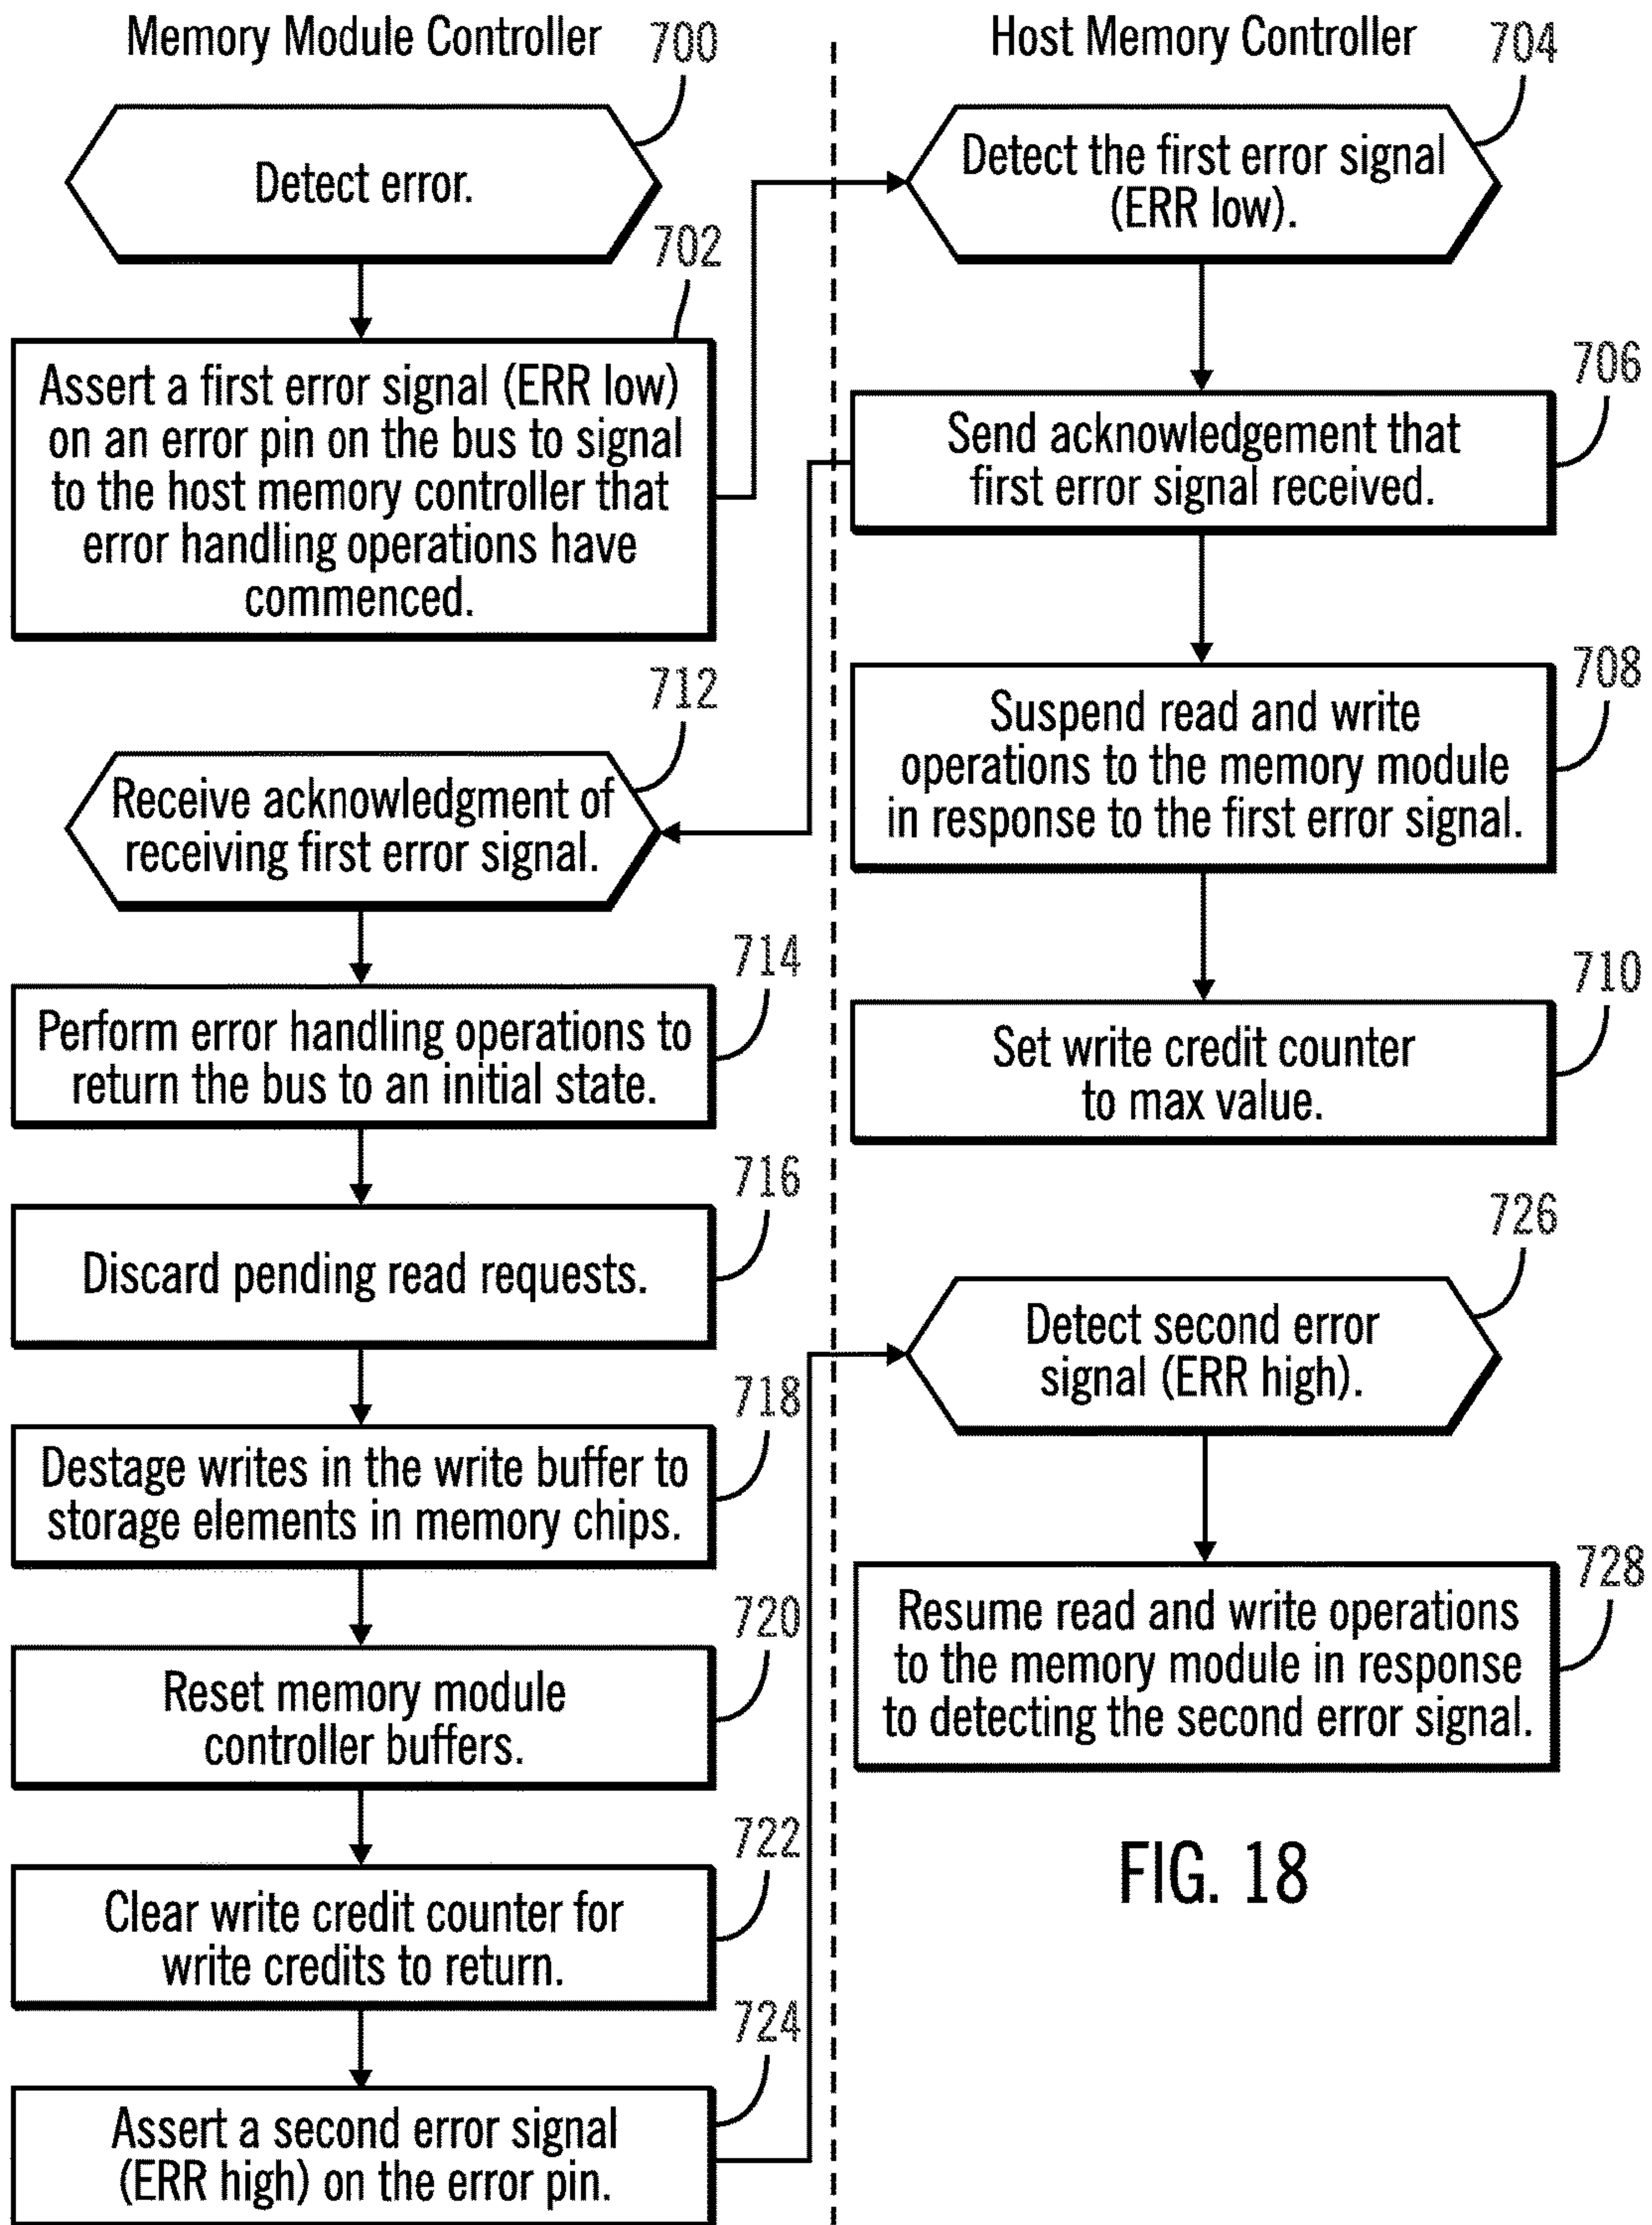 Memory Module Controller
700
Detect error.
702
Assert a first error signal (ERR low)
on an error pin on the bus to signal
to the host memory controller that
error handling operations have
commenced.
712
Receive acknowledgment of
receiving first error signal.
714
Perform error handling operations to
return the bus to an initial state.
716
Discard pending read requests.
718
Destage writes in the write buffer to
storage elements in memory chips.
720
Reset memory module
controller buffers.
722
Clear write credit counter for
write credits to return.
724
Assert a second error signal
(ERR high) on the error pin.
Host Memory Controller
704
Detect the first error signal
(ERR low).
706
Send acknowledgement that
first error signal received.
708
Suspend read and write
operations to the memory module
in response to the first error signal.
710
Set write credit counter
to max value.
726
Detect second error
signal (ERR high).
728
Resume read and write operations
to the memory module in response
to detecting the second error signal.
FIG. 18